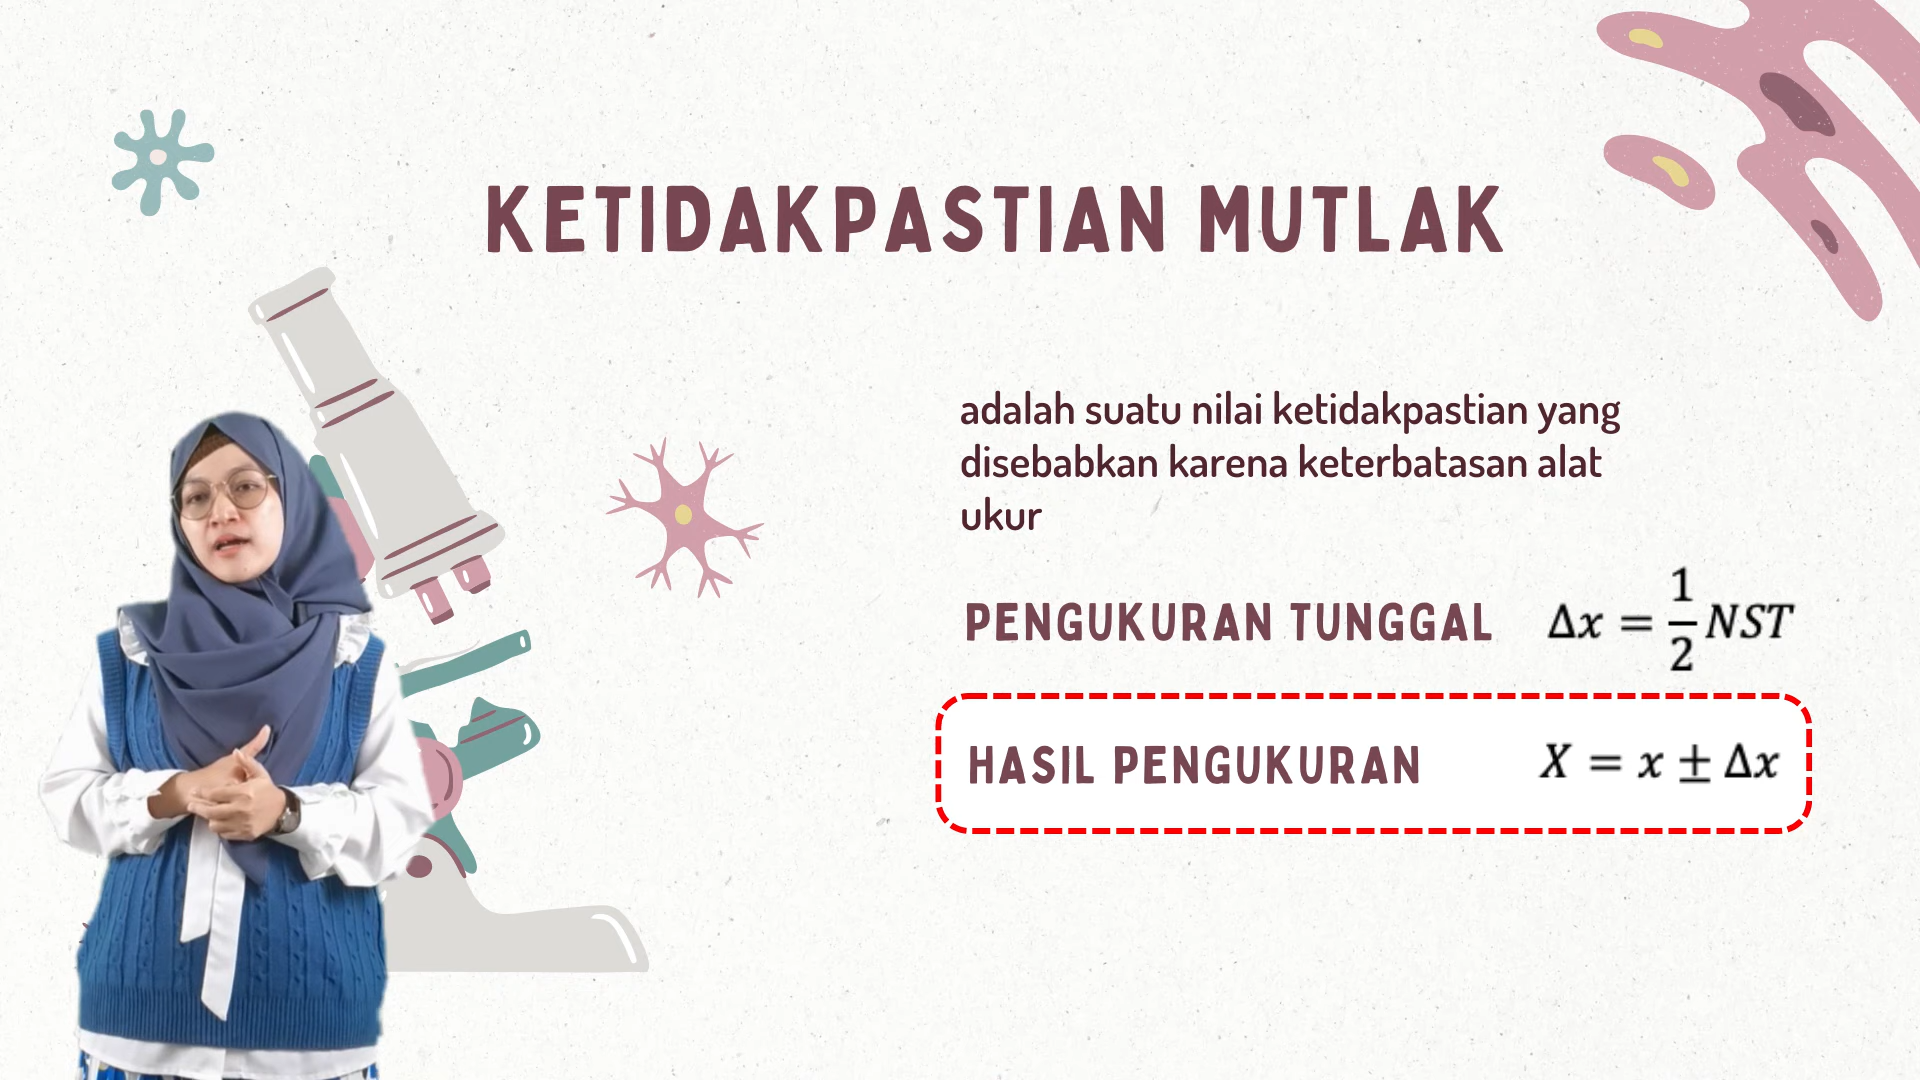 KETIDAKPASTIAN MUTLAK
adalah suatu nilai ketidakpastian yang
disebabkan karena keterbatasan alat
ukur
PENGUKURAN TUNGGAL Δx = 1/2 NST
HASIL PENGUKURAN X = x ± Δx